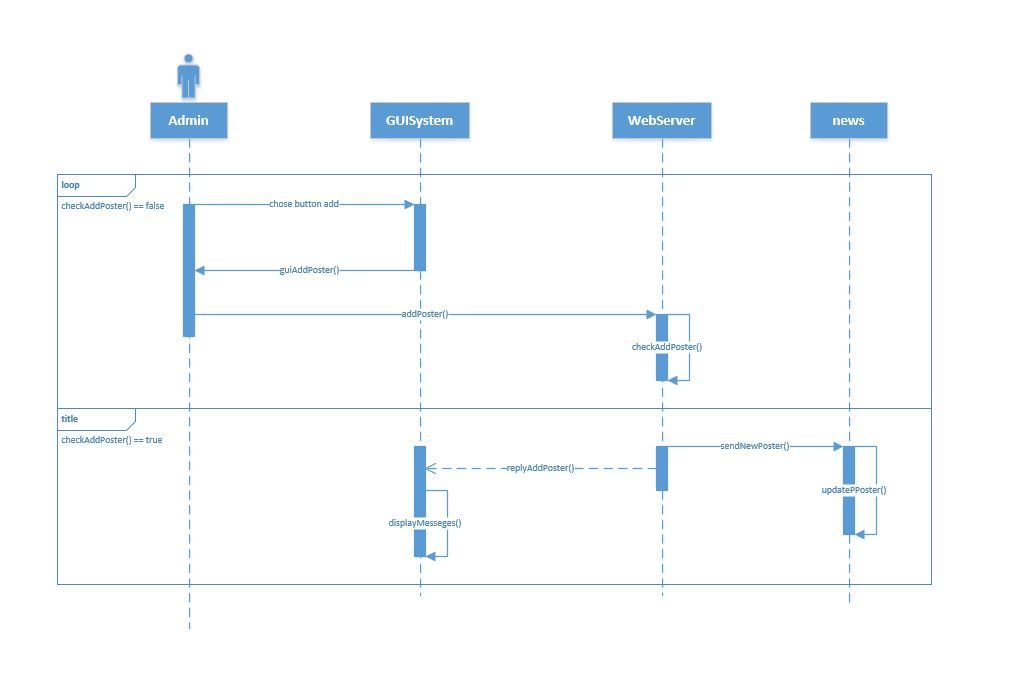 Admin
GUISystem
WebServer
news
loop
checkAddPoster() == false
chose button add
guiAddPoster()
addPoster()
checkAddPoster()
title
checkAddPoster() == true
sendNewPoster()
replyAddPoster()
updatePPoster()
displayMesseges()